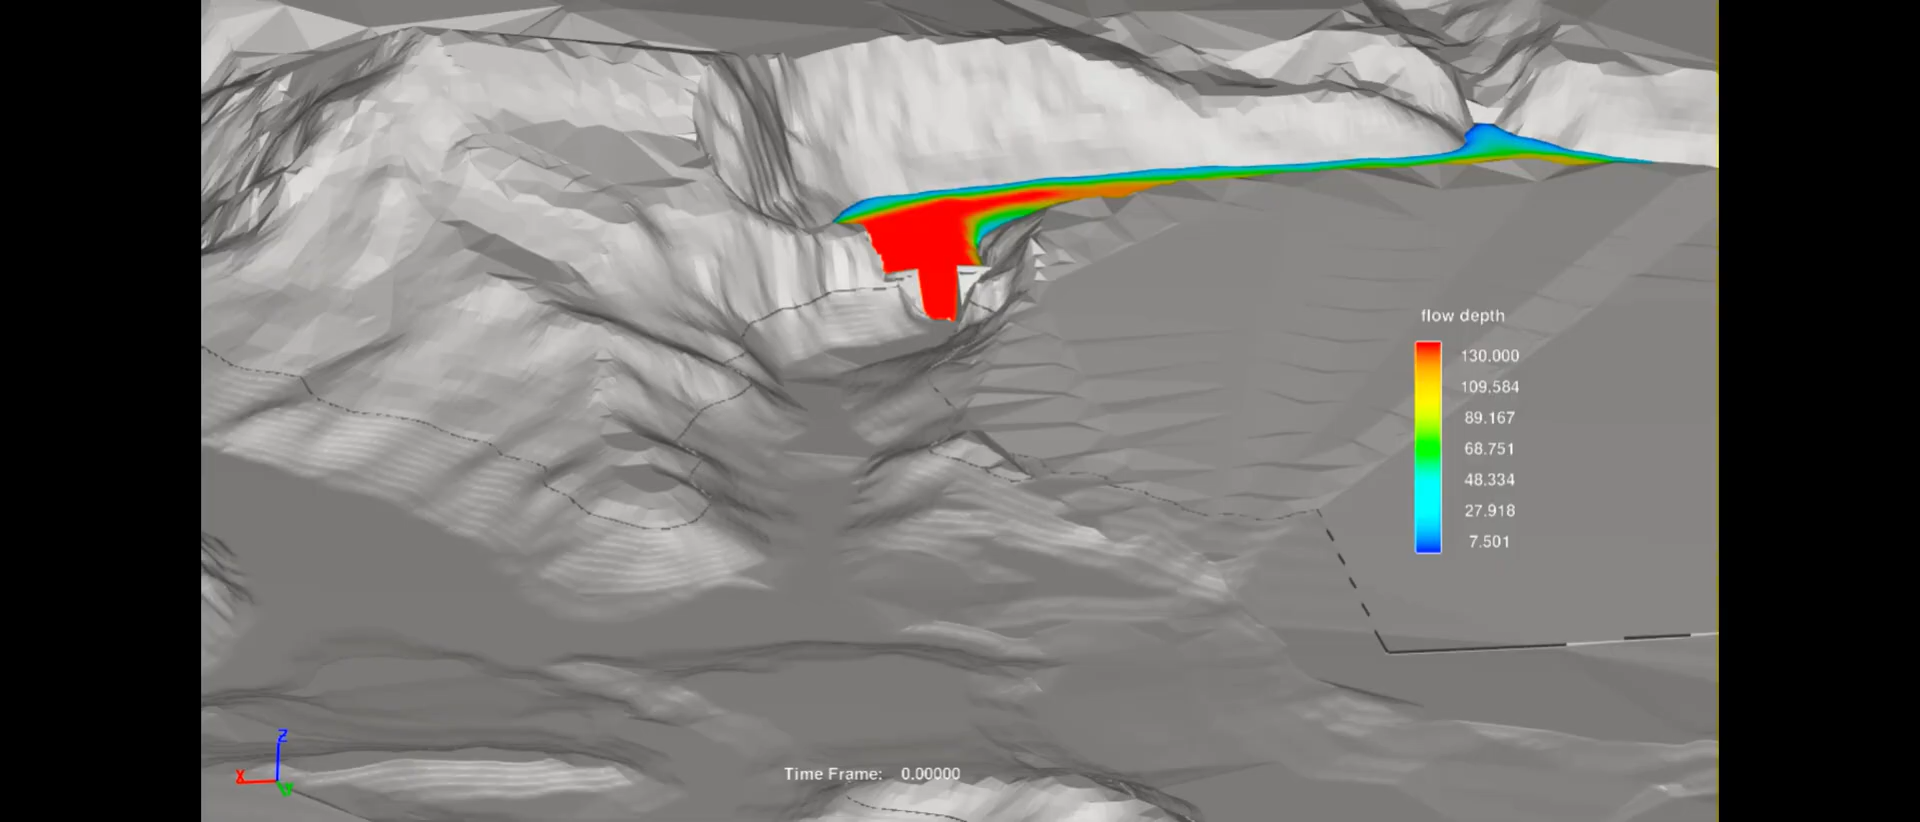 flow depth
130.000
109.584
89.167
68.751
48.334
27.918
7.501
Z
X
Y
Time Frame: 0.00000